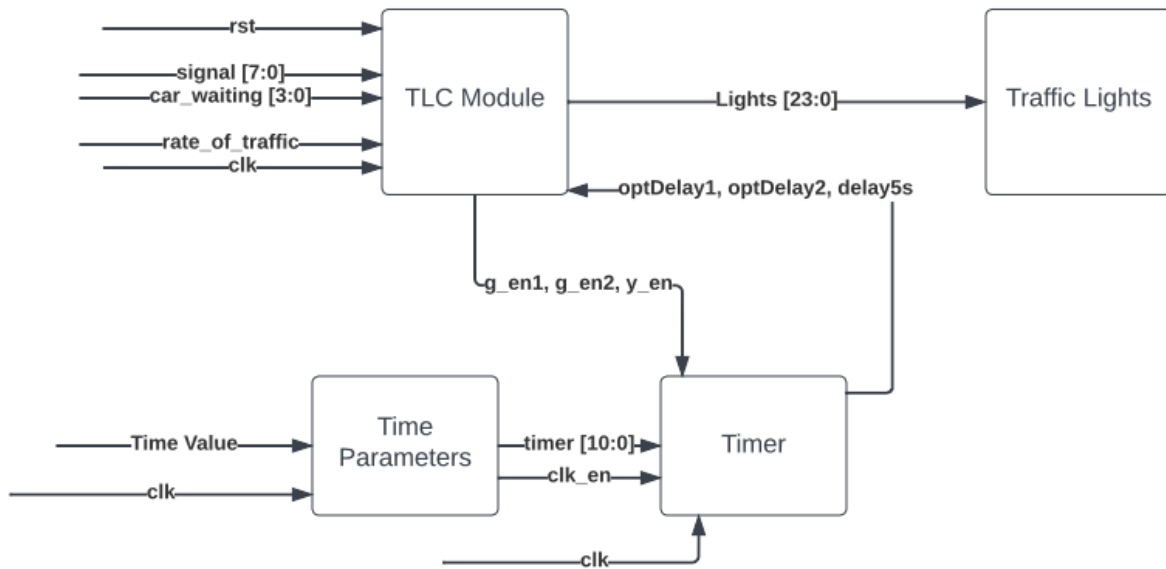 rst
signal [7:0]
car_waiting [3:0]
TLC Module
Lights [23:0]
Traffic Lights
rate_of_traffic
clk
optDelay1, optDelay2, delay5s
g_en1, g_en2, y_en
Time Value
Time
Parameters
timer [10:0]
clk_en
Timer
clk
clk